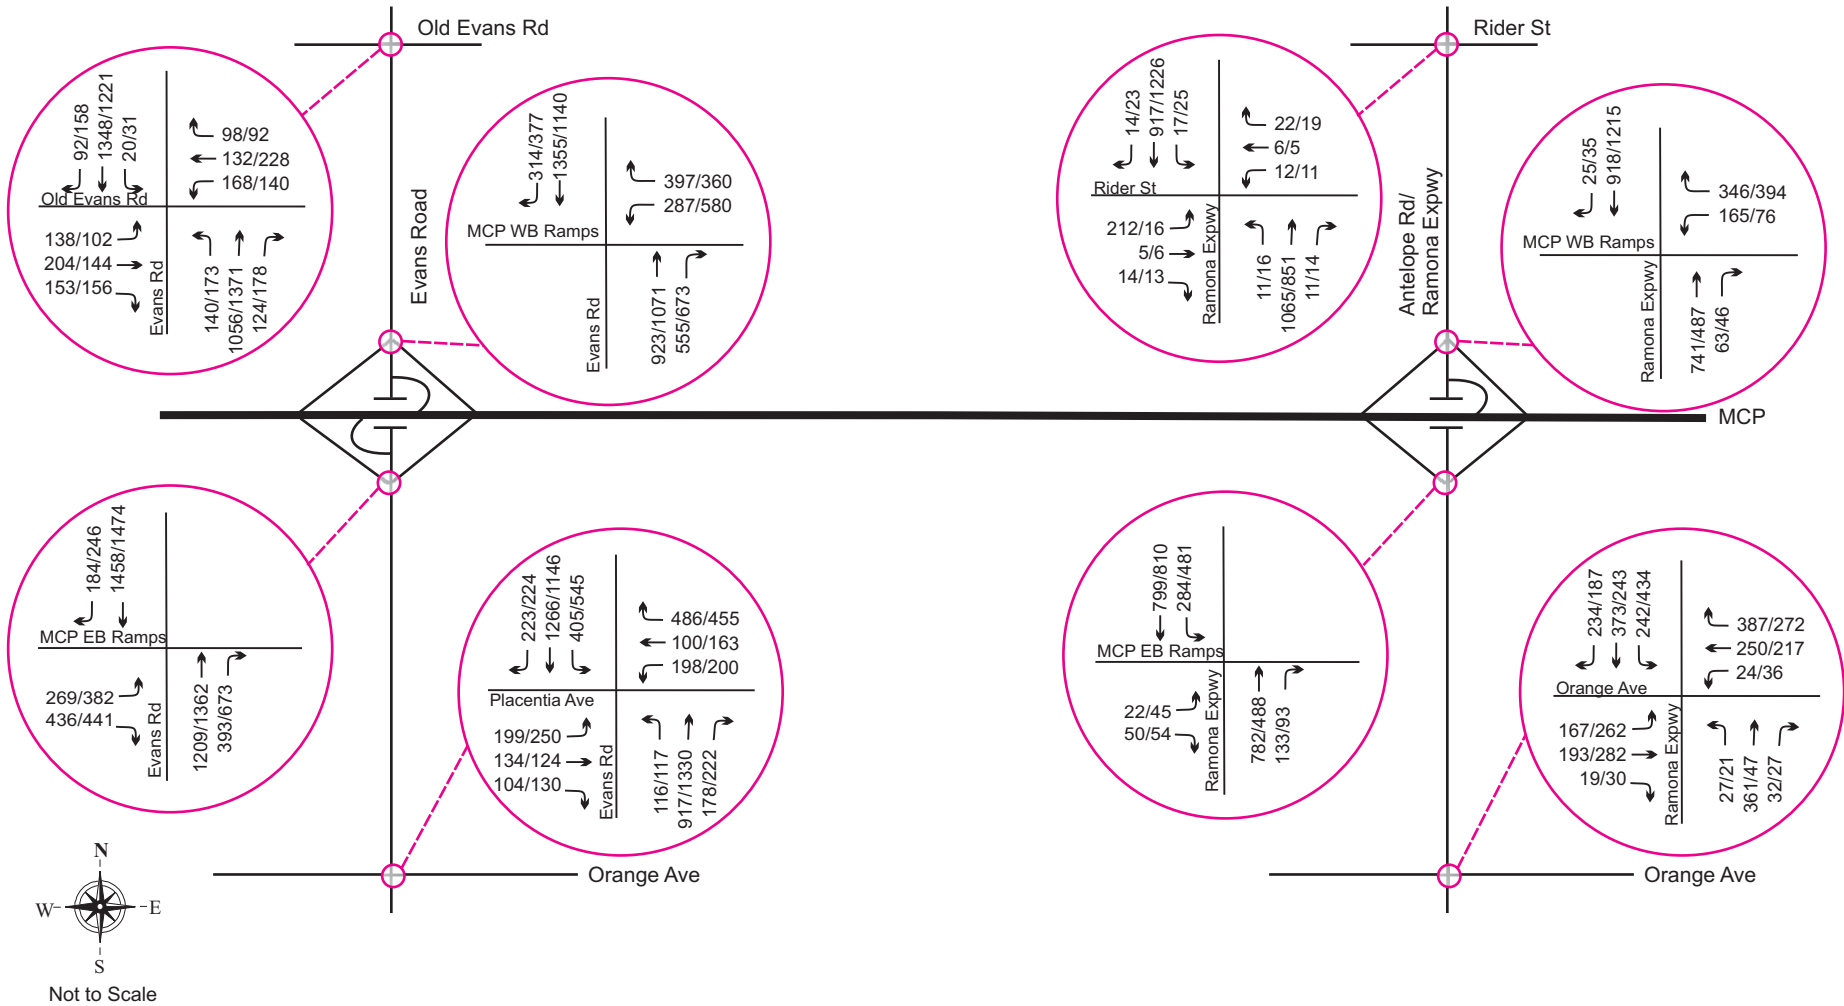 Old Evans Rd
Rider St
92/158
1348/1221
20/31
98/92
132/228
168/140
Old Evans Rd
138/102
204/144
153/156
Evans Rd
140/173
1056/1371
124/178
314/377
1355/1140
397/360
287/580
MCP WB Ramps
Evans Rd
923/1071
555/673
Evans Road
14/23
917/1226
17/25
22/19
6/5
12/11
Rider St
212/16
5/6
14/13
Ramona Expwy
11/16
1065/851
11/14
Antelope Rd/
Ramona Expwy
25/35
918/1215
346/394
165/76
MCP WB Ramps
Ramona Expwy
741/487
63/46
MCP
184/246
1458/1474
MCP EB Ramps
269/382
436/441
Evans Rd
1209/1362
393/673
223/224
1266/1146
405/545
486/455
100/163
198/200
Placentia Ave
199/250
134/124
104/130
Evans Rd
116/117
917/1330
178/222
799/810
284/481
MCP EB Ramps
22/45
50/54
Ramona Expwy
782/488
133/93
234/187
373/243
242/434
387/272
250/217
24/36
Orange Ave
167/262
193/282
19/30
Ramona Expwy
27/21
361/47
32/27
Orange Ave
Orange Ave
N
W
E
S
Not to Scale